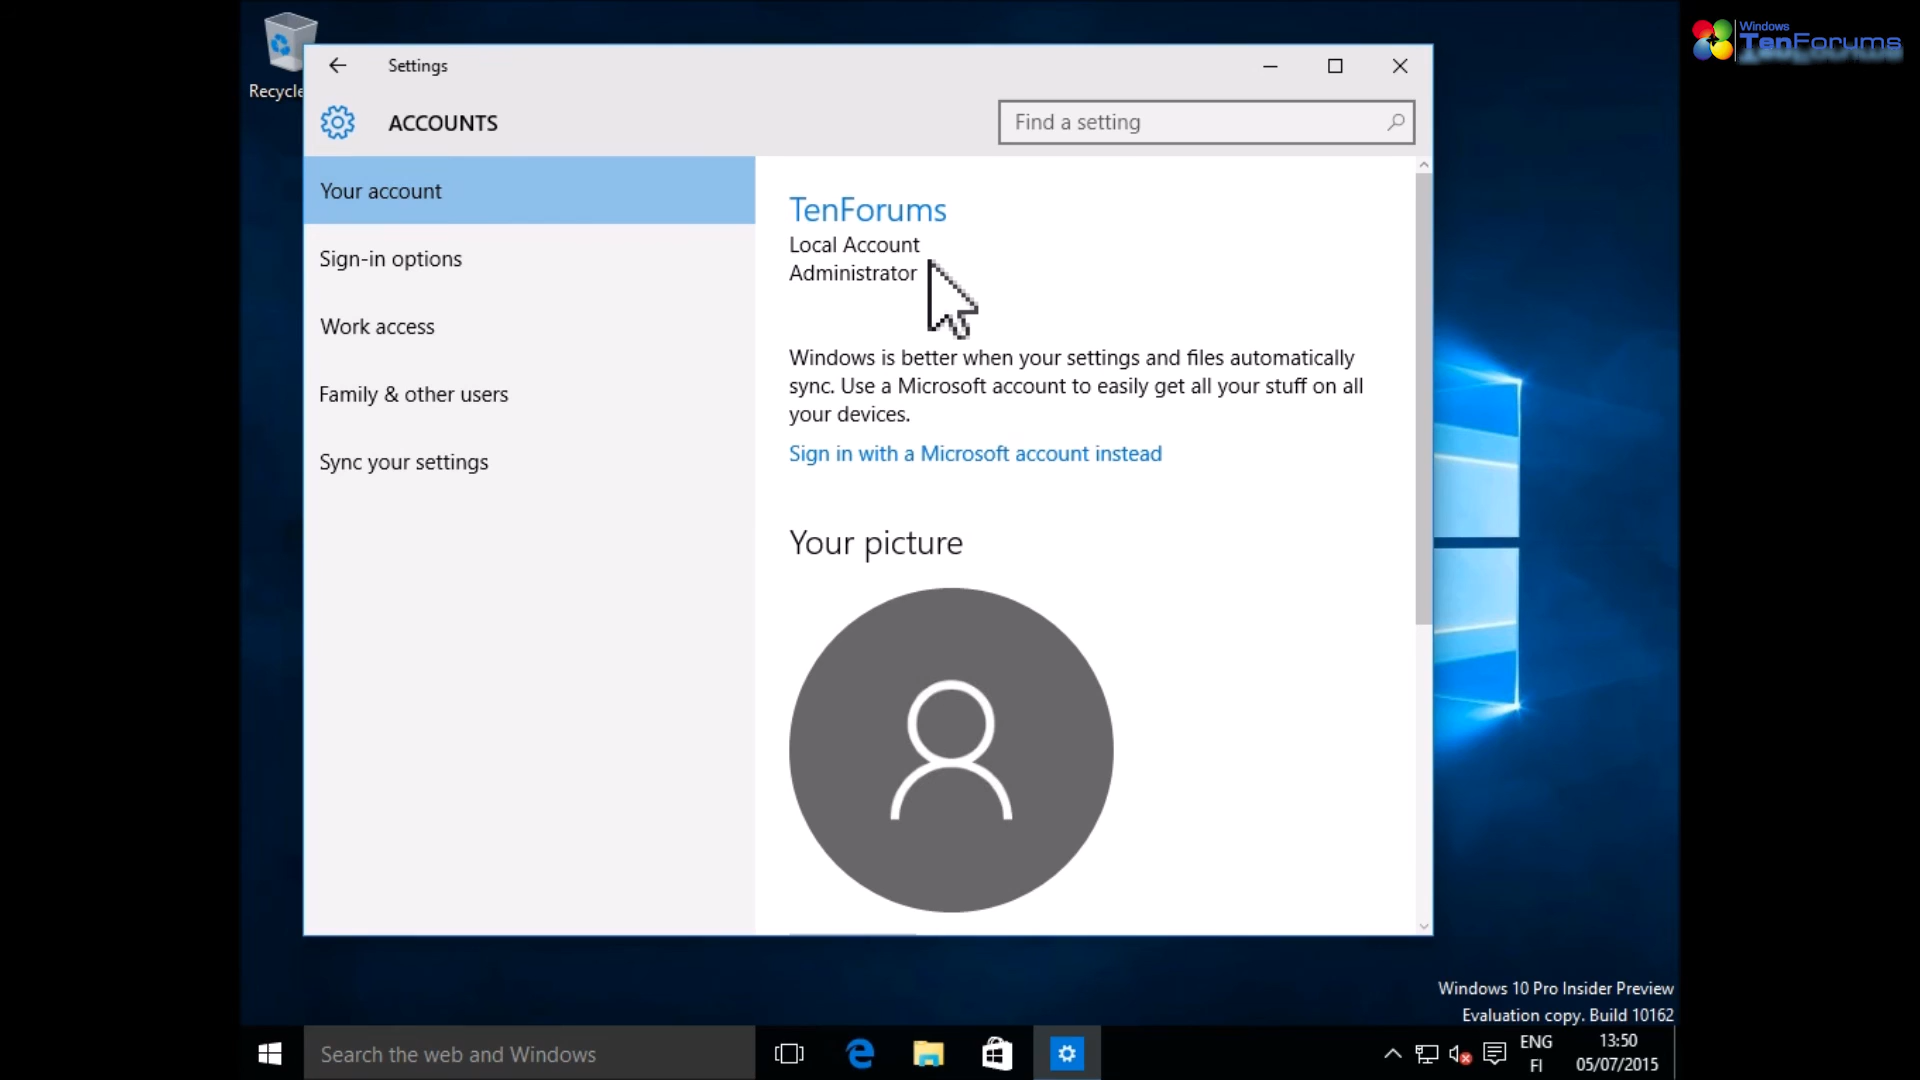 Windows
TenForums
Settings
ACCOUNTS
Find a setting
Your account
Sign-in options
Work access
Family & other users
Sync your settings
TenForums
Local Account
Administrator
Windows is better when your settings and files automatically
sync. Use a Microsoft account to easily get all your stuff on all
your devices.
Sign in with a Microsoft account instead
Your picture
Recycle
Windows 10 Pro Insider Preview
Evaluation copy. Build 10162
Search the web and Windows
ENG
FI
13:50
05/07/2015